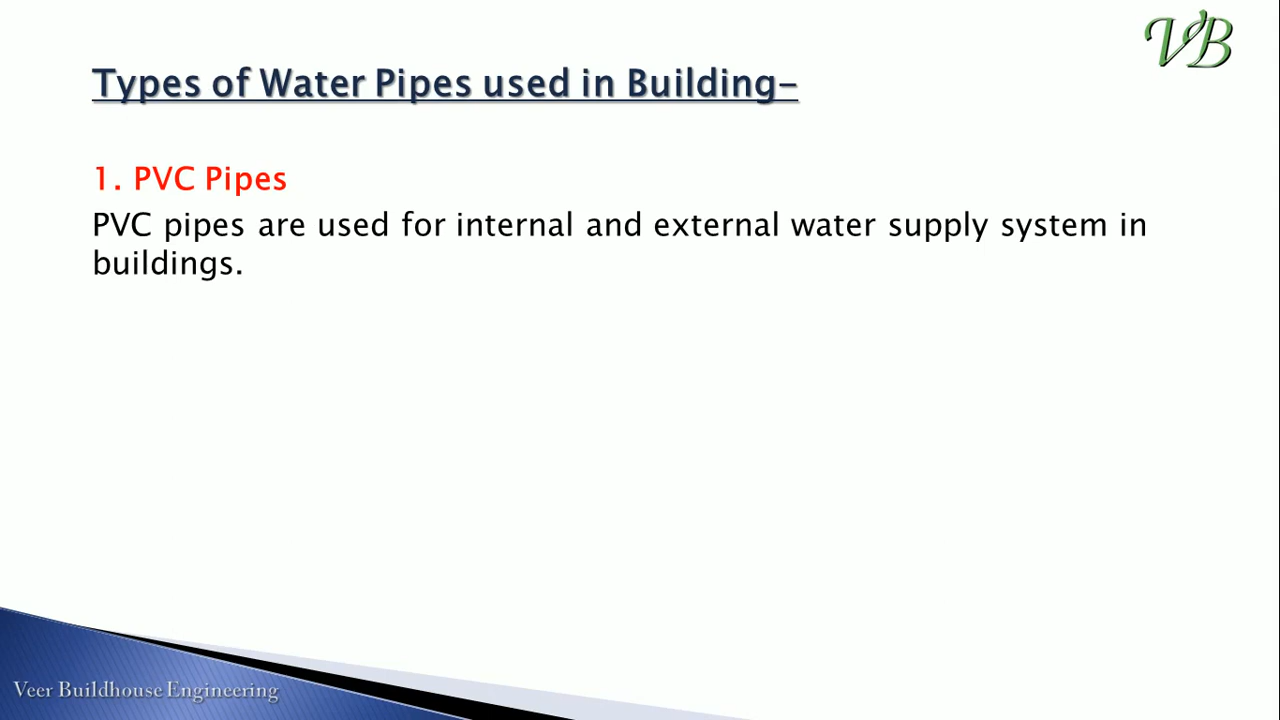 VB
Types of Water Pipes used in Building-
1. PVC Pipes
PVC pipes are used for internal and external water supply system in
buildings.
Veer Buildhouse Engineering